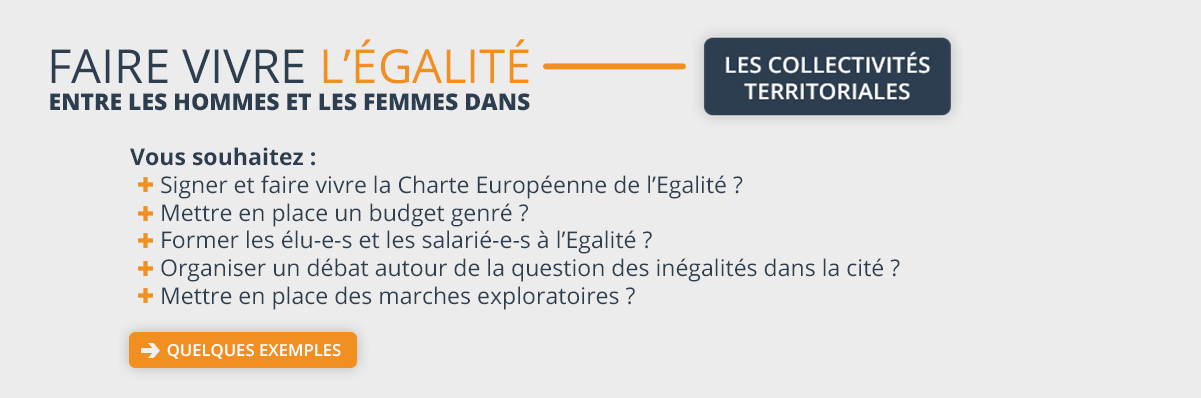 FAIRE VIVRE L’ÉGALITÉ
ENTRE LES HOMMES ET LES FEMMES DANS
LES COLLECTIVITÉS
TERRITORIALES
Vous souhaitez :
Signer et faire vivre la Charte Européenne de l’Egalité ?
Mettre en place un budget genré ?
Former les élu-e-s et les salarié-e-s à l’Egalité ?
Organiser un débat autour de la question des inégalités dans la cité ?
Mettre en place des marches exploratoires ?
QUELQUES EXEMPLES